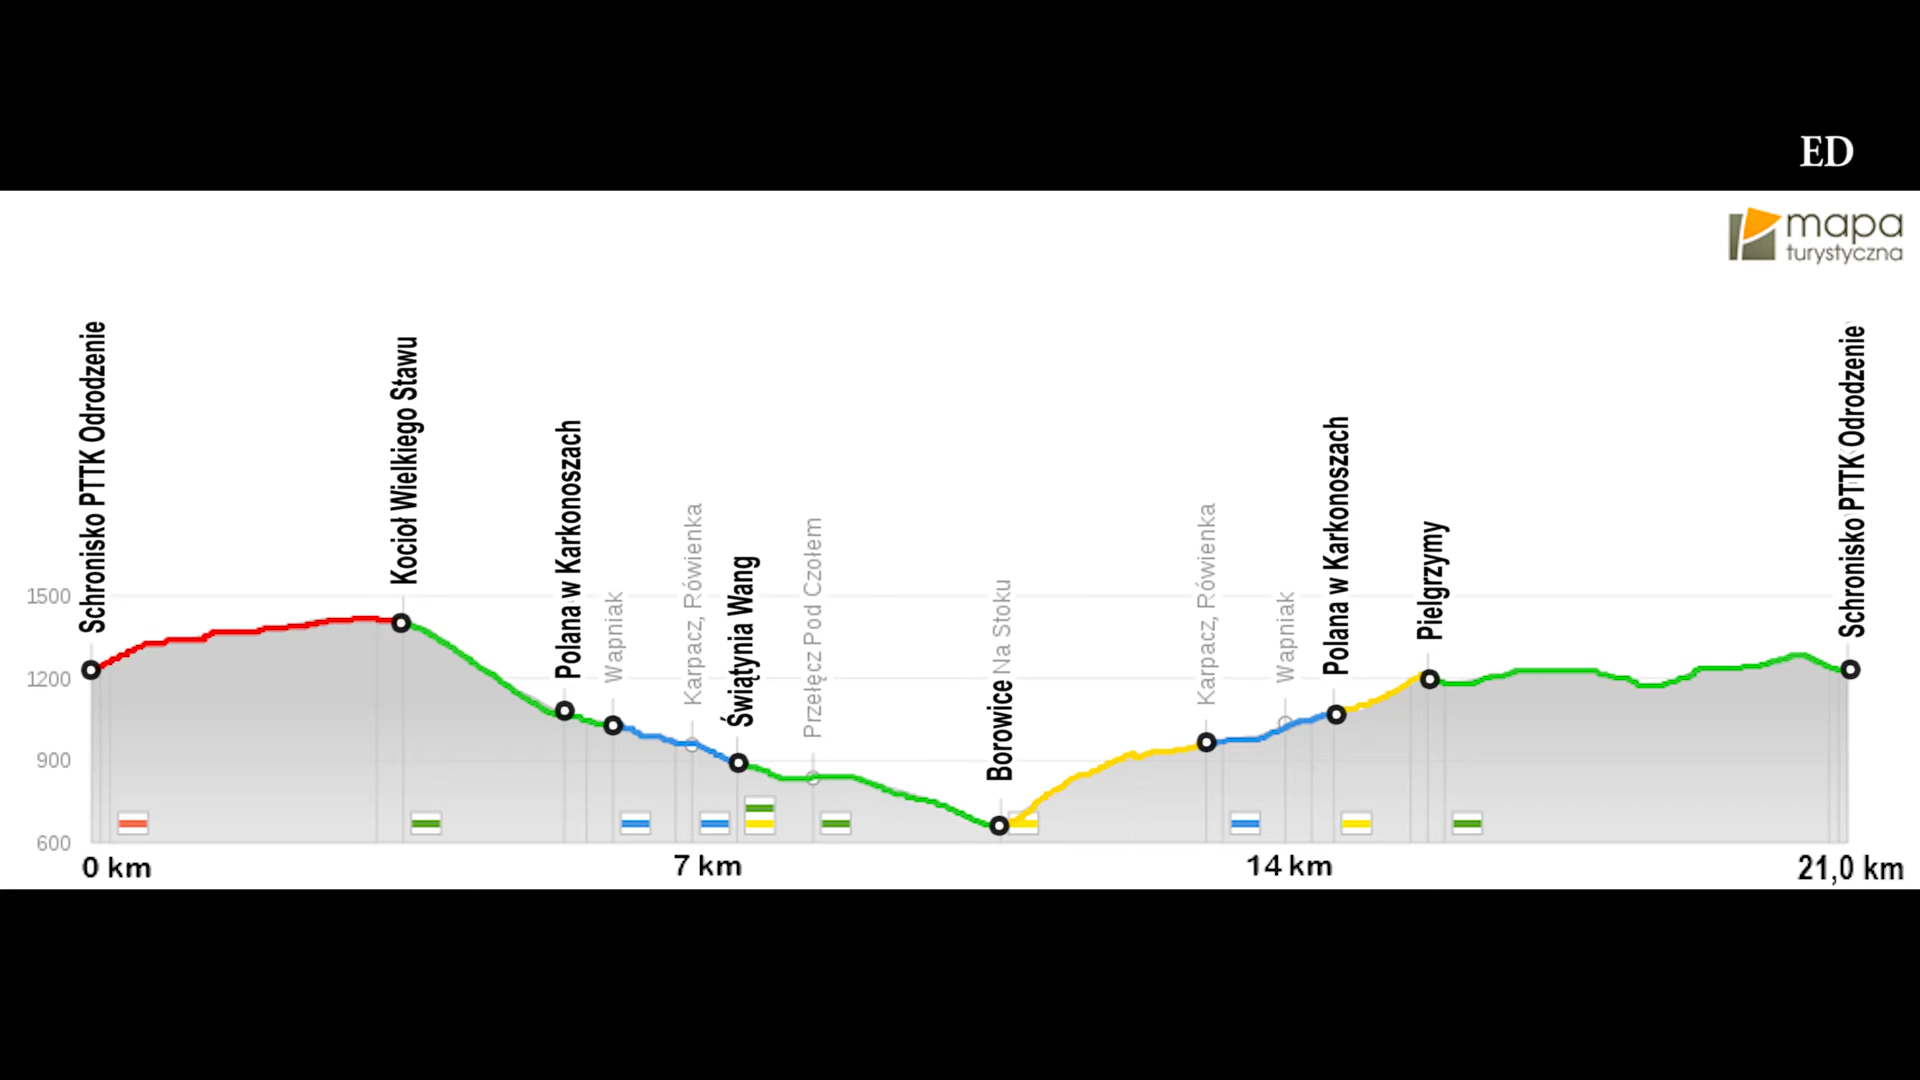 ED
mapa
turystyczna
Schronisko PTTK Odrodzenie
Kocioł Wielkiego Stawu
Polana w Karkonoszach
Wapniak
Karpacz, Rówienka
Świątynia Wang
Przełęcz Pod Czołem
Borowice Na Stoku
Karpacz, Rówienka
Wapniak
Polana w Karkonoszach
Pielgrzymy
Schronisko PTTK Odrodzenie
1500
1200
900
600
0 km
7 km
14 km
21,0 km